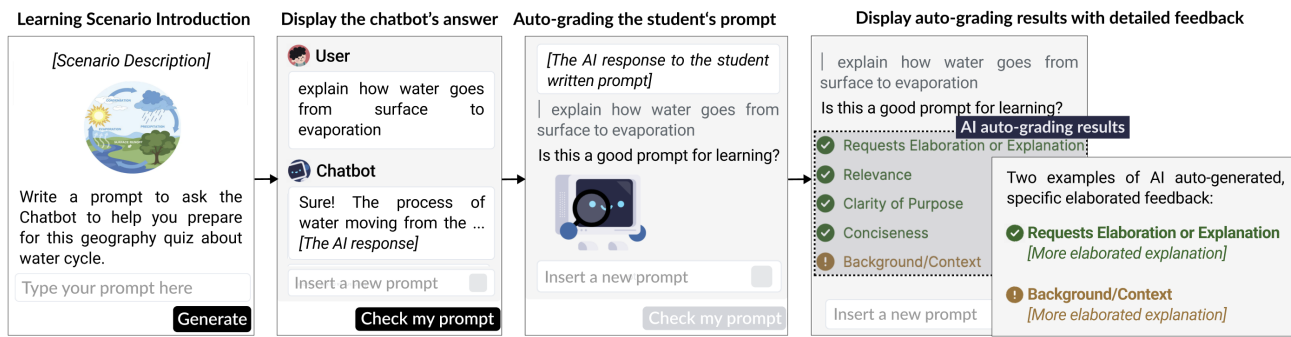 Learning Scenario Introduction
[Scenario Description]
Write a prompt to ask the
Chatbot to help you prepare
for this geography quiz about
water cycle.
Type your prompt here
Generate
Display the chatbot's answer
User
explain how water goes
from surface to
evaporation
Chatbot
Sure! The process of
water moving from the ...
[The AI response]
Insert a new prompt
Check my prompt
Auto-grading the student‘s prompt
[The AI response to the student
written prompt]
explain how water goes from
surface to evaporation
Is this a good prompt for learning?
Insert a new prompt
Check my prompt
Display auto-grading results with detailed feedback
explain how water goes from
surface to evaporation
Is this a good prompt for learning?
AI auto-grading results
Requests Elaboration or Explanation
Relevance
Clarity of Purpose
Conciseness
Background/Context
Insert a new prompt
Two examples of AI auto-generated,
specific elaborated feedback:
Requests Elaboration or Explanation
[More elaborated explanation]
Background/Context
[More elaborated explanation]